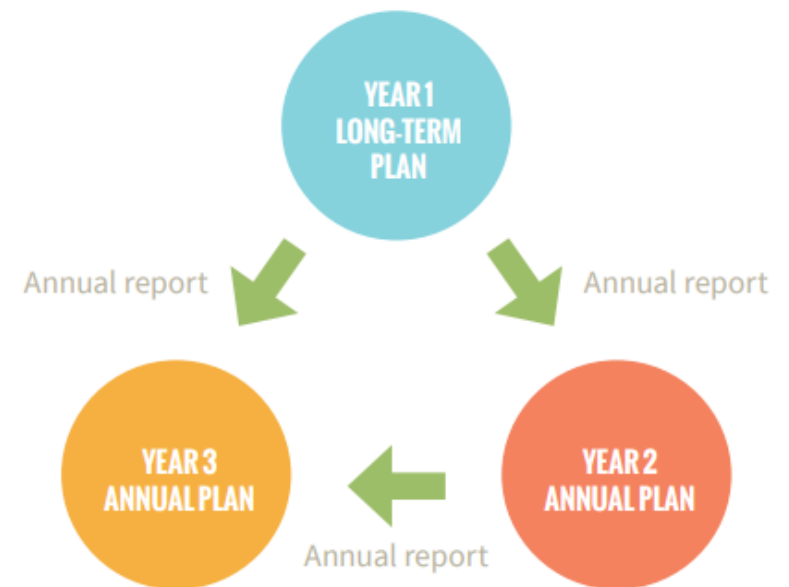 YEAR 1
LONG-TERM
PLAN
Annual report
Annual report
YEAR 3
ANNUAL PLAN
YEAR 2
ANNUAL PLAN
Annual report